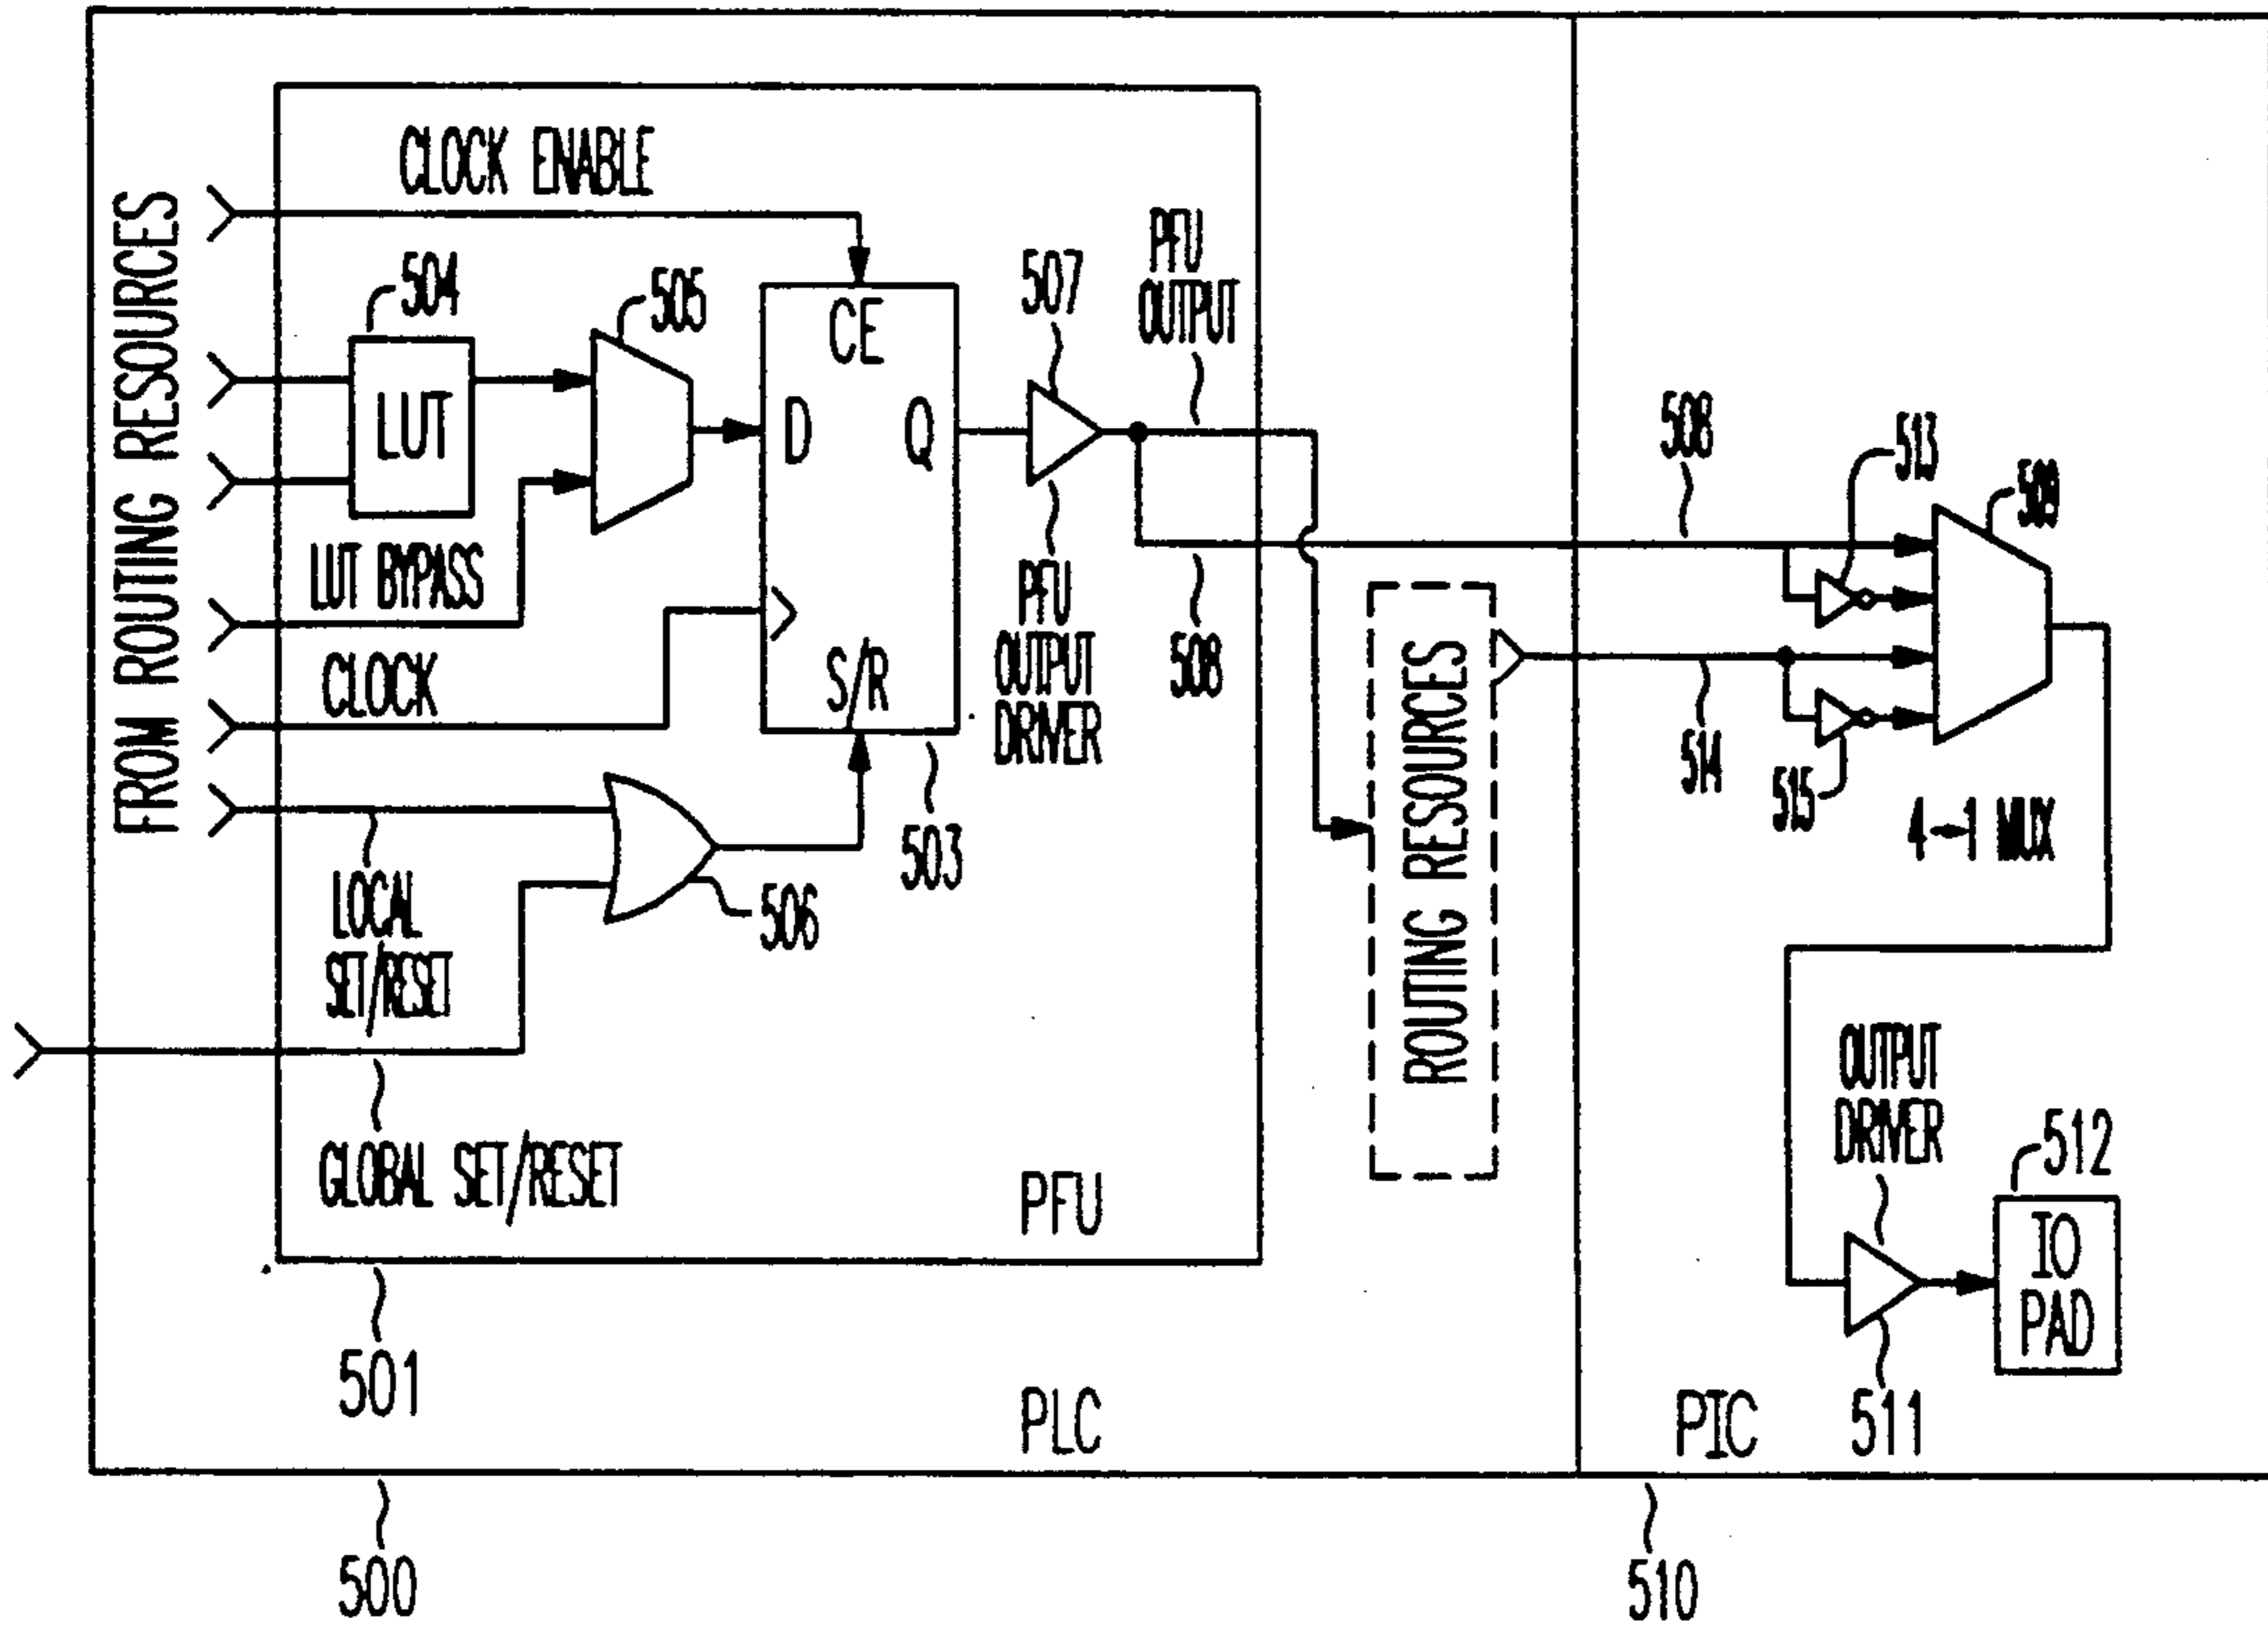 FROM ROUTING RESOURCES
CLOCK ENABLE
504
LUT
505
LUT BYPASS
CLOCK
CE
D
Q
S/R
503
507
PFU
OUTPUT
PFU
OUTPUT
DRIVER
508
LOCAL
SET/RESET
506
GLOBAL SET/RESET
PFU
501
PLC
500
ROUTING RESOURCES
508
513
509
514
515
4→1 MUX
OUTPUT
DRIVER
511
512
IO
PAD
PIC
510